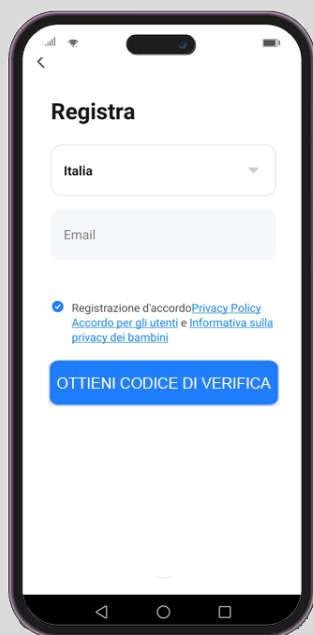 Registra
Italia
Email
Registrazione d'accordoPrivacy Policy
Accordo per gli utenti e Informativa sulla
privacy dei bambini
OTTIENI CODICE DI VERIFICA